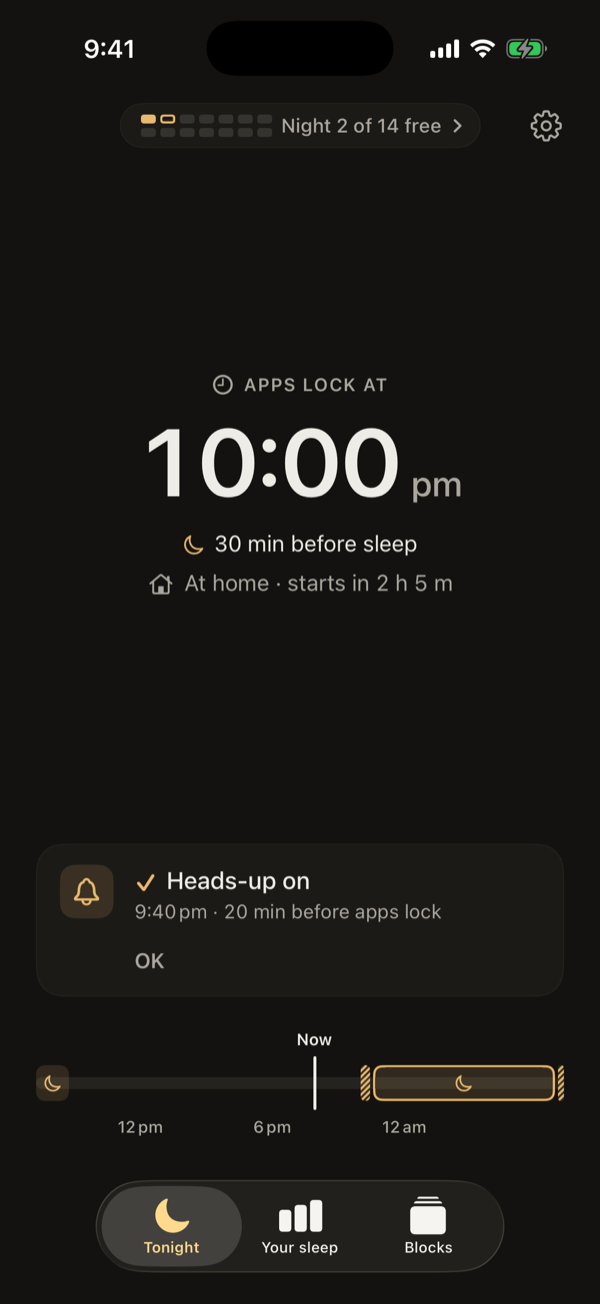 9:41
Night 2 of 14 free
APPS LOCK AT
10:00 pm
30 min before sleep
At home · starts in 2 h 5 m
Heads-up on
9:40 pm · 20 min before apps lock
OK
Now
12 pm 6 pm 12 am
Tonight Your sleep Blocks